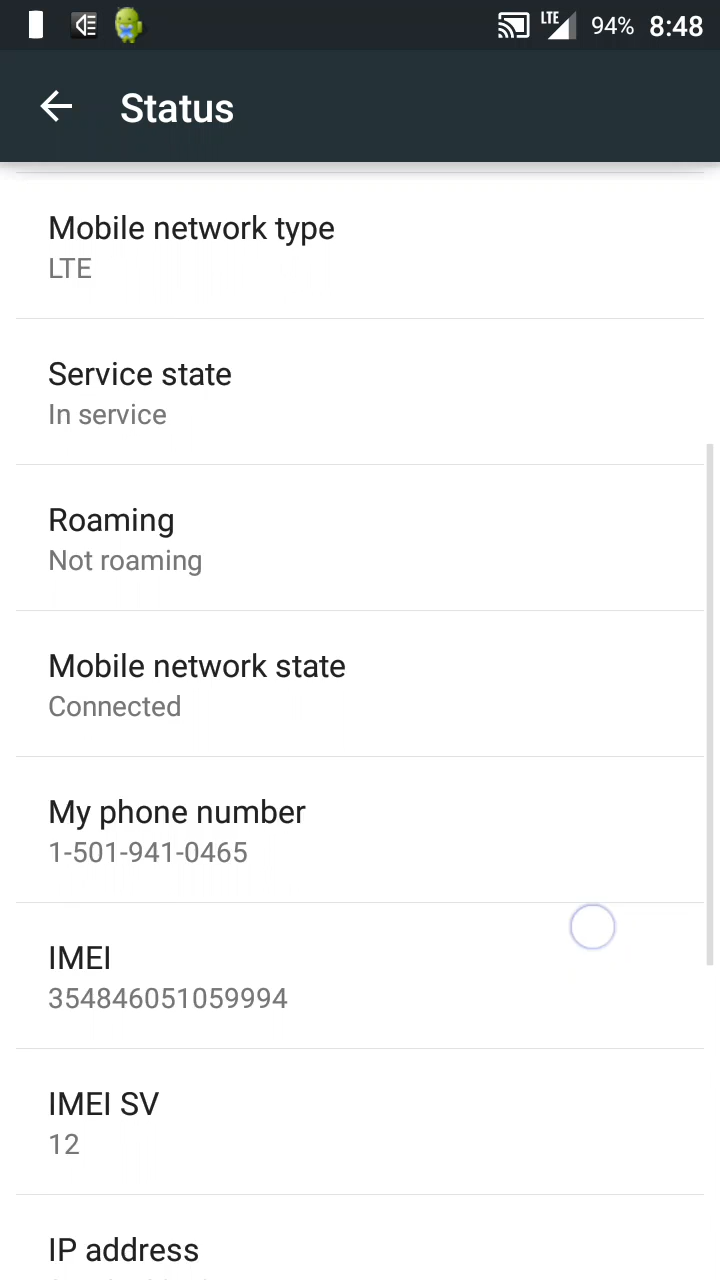 LTE 94% 8:48
Status
Mobile network type
LTE
Service state
In service
Roaming
Not roaming
Mobile network state
Connected
My phone number
1-501-941-0465
IMEI
354846051059994
IMEI SV
12
IP address